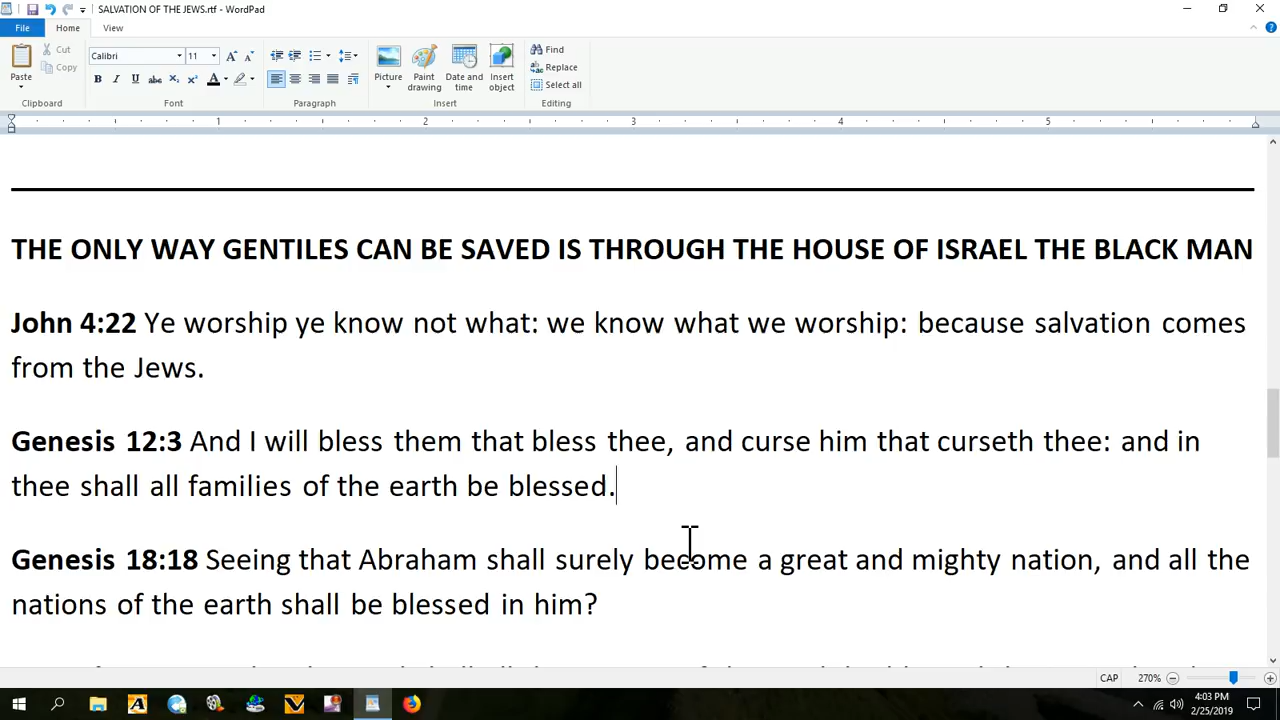 SALVATION OF THE JEWS.rtf - WordPad
File
Home
View
Paste
Cut
Copy
Clipboard
Calibri
11
Font
Paragraph
Picture
Paint drawing
Date and time
Insert object
Insert
Find
Replace
Select all
Editing
1 2 3 4 5
THE ONLY WAY GENTILES CAN BE SAVED IS THROUGH THE HOUSE OF ISRAEL THE BLACK MAN
John 4:22 Ye worship ye know not what: we know what we worship: because salvation comes
from the Jews.
Genesis 12:3 And I will bless them that bless thee, and curse him that curseth thee: and in
thee shall all families of the earth be blessed.
Genesis 18:18 Seeing that Abraham shall surely become a great and mighty nation, and all the
nations of the earth shall be blessed in him?
CAP 270%
4:03 PM
2/25/2019